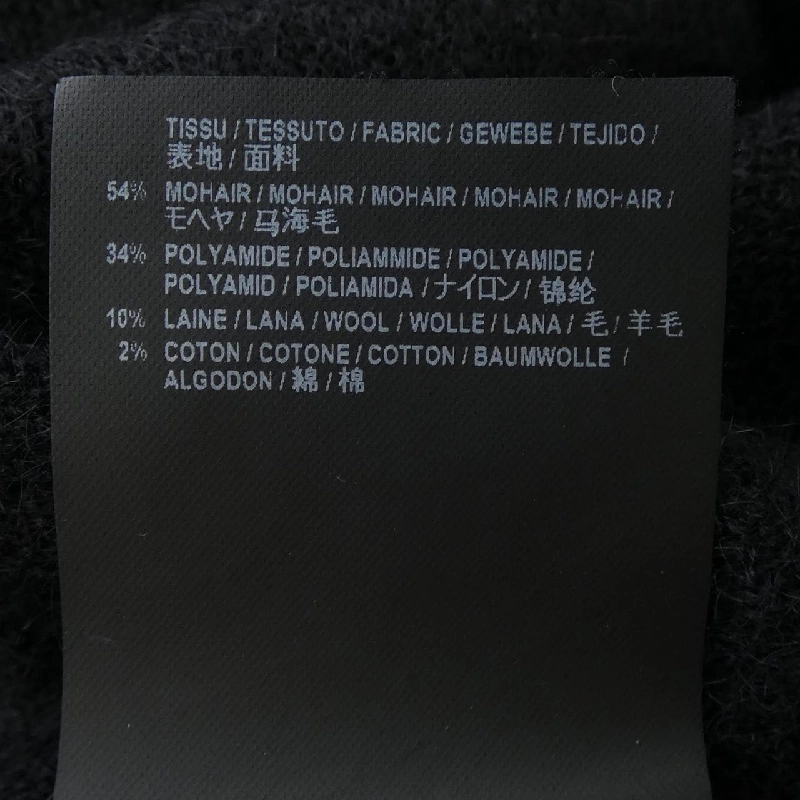 TISSU / TESSUTO / FABRIC / GEWEBE / TEJIDO /
表地 / 面料
54% MOHAIR / MOHAIR / MOHAIR / MOHAIR / MOHAIR /
モヘヤ / 马海毛
34% POLYAMIDE / POLIAMMIDE / POLYAMIDE /
POLYAMID / POLIAMIDA / ナイロン / 锦纶
10% LAINE / LANA / WOOL / WOLLE / LANA / 毛 / 羊毛
2% COTON / COTONE / COTTON / BAUMWOLLE /
ALGODON / 綿 / 棉